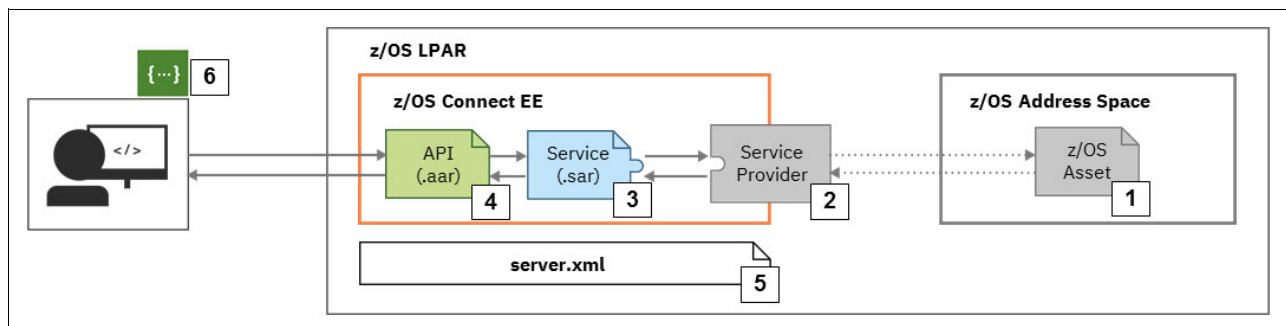 z/OS LPAR
{...}
6
z/OS Connect EE
z/OS Address Space
</>
API
(.aar)
4
Service
(.sar)
3
Service
Provider
2
z/OS
Asset
1
server.xml
5